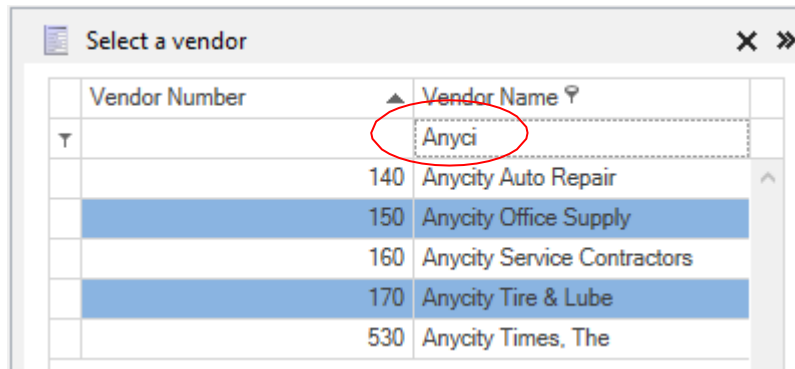 Select a vendor
Vendor Number Vendor Name
Anyci
140 Anycity Auto Repair
150 Anycity Office Supply
160 Anycity Service Contractors
170 Anycity Tire & Lube
530 Anycity Times, The